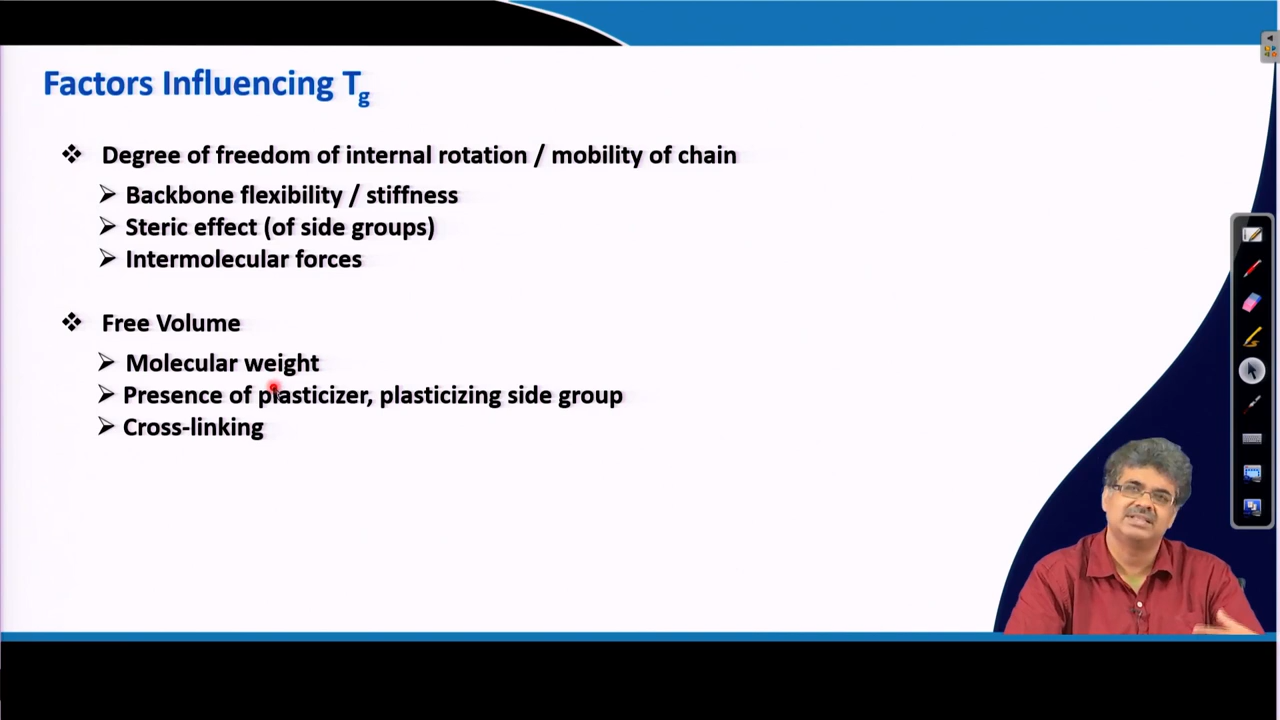 Factors Influencing Tg
❖ Degree of freedom of internal rotation / mobility of chain
➢ Backbone flexibility / stiffness
➢ Steric effect (of side groups)
➢ Intermolecular forces
❖ Free Volume
➢ Molecular weight
➢ Presence of plasticizer, plasticizing side group
➢ Cross-linking